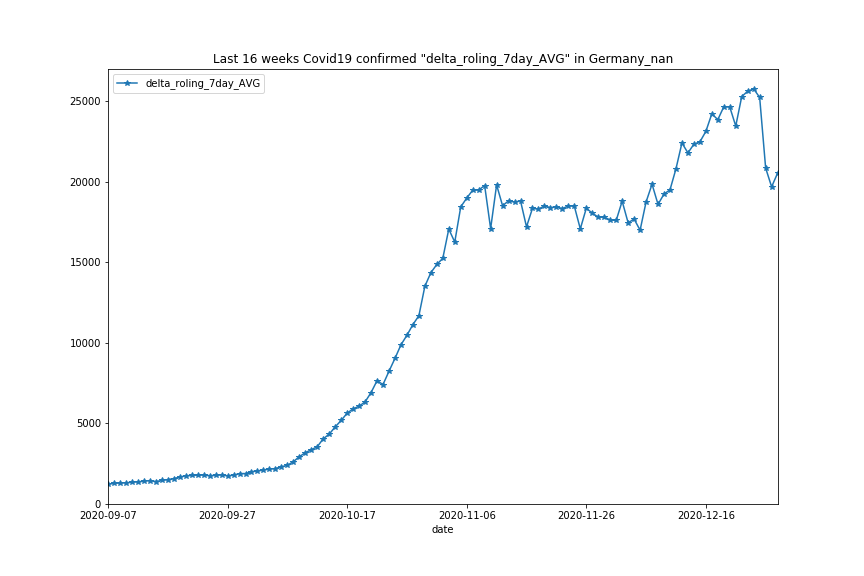 Last 16 weeks Covid19 confirmed "delta_roling_7day_AVG" in Germany_nan
delta_roling_7day_AVG
25000
20000
15000
10000
5000
0
2020-09-07 2020-09-27 2020-10-17 2020-11-06 2020-11-26 2020-12-16
date